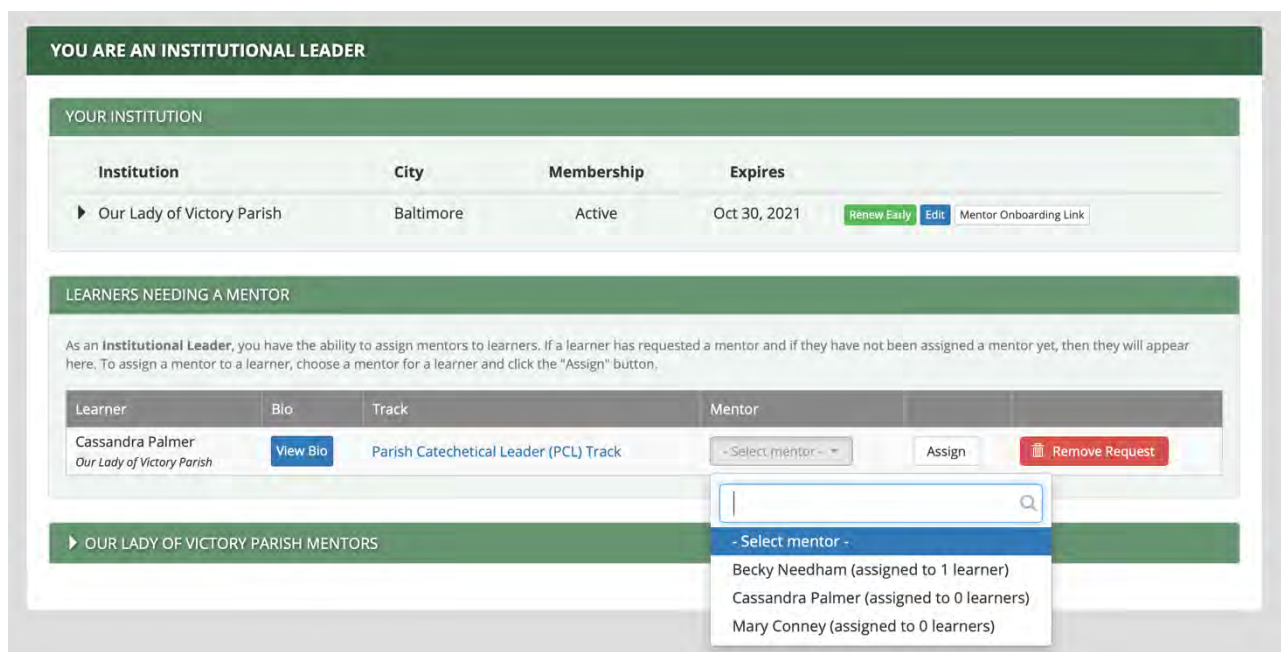 YOU ARE AN INSTITUTIONAL LEADER
YOUR INSTITUTION
Institution City Membership Expires
Our Lady of Victory Parish Baltimore Active Oct 30, 2021 Renew Early Edit Mentor Onboarding Link
LEARNERS NEEDING A MENTOR
As an Institutional Leader, you have the ability to assign mentors to learners. If a learner has requested a mentor and if they have not been assigned a mentor yet, then they will appear
here. To assign a mentor to a learner, choose a mentor for a learner and click the "Assign" button.
Learner Bio Track Mentor
Cassandra Palmer View Bio Parish Catechetical Leader (PCL) Track - Select mentor - Assign Remove Request
Our Lady of Victory Parish
OUR LADY OF VICTORY PARISH MENTORS
- Select mentor -
Becky Needham (assigned to 1 learner)
Cassandra Palmer (assigned to 0 learners)
Mary Conney (assigned to 0 learners)